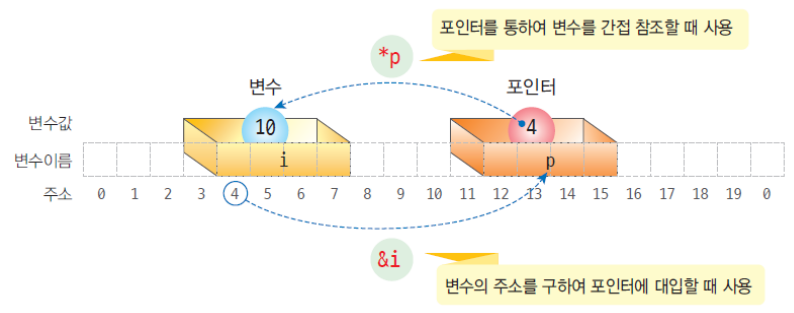 포인터를 통하여 변수를 간접 참조할 때 사용
*p
변수 포인터
변수값 10 4
변수이름 i p
주소 0 1 2 3 4 5 6 7 8 9 10 11 12 13 14 15 16 17 18 19 0
&i
변수의 주소를 구하여 포인터에 대입할 때 사용